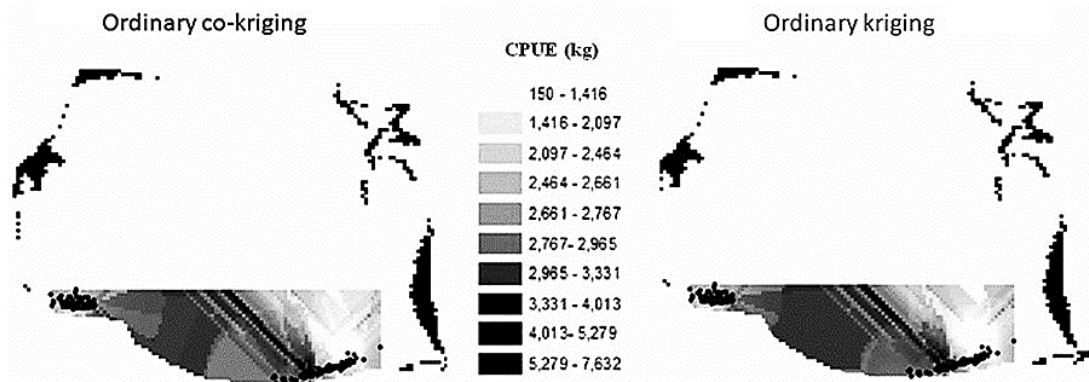 Ordinary co-kriging
Ordinary kriging
CPUE (kg)
150 - 1,416
1,416 - 2,097
2,097 - 2,464
2,464 - 2,661
2,661 - 2,767
2,767- 2,965
2,965 - 3,331
3,331 - 4,013
4,013- 5,279
5,279 - 7,632